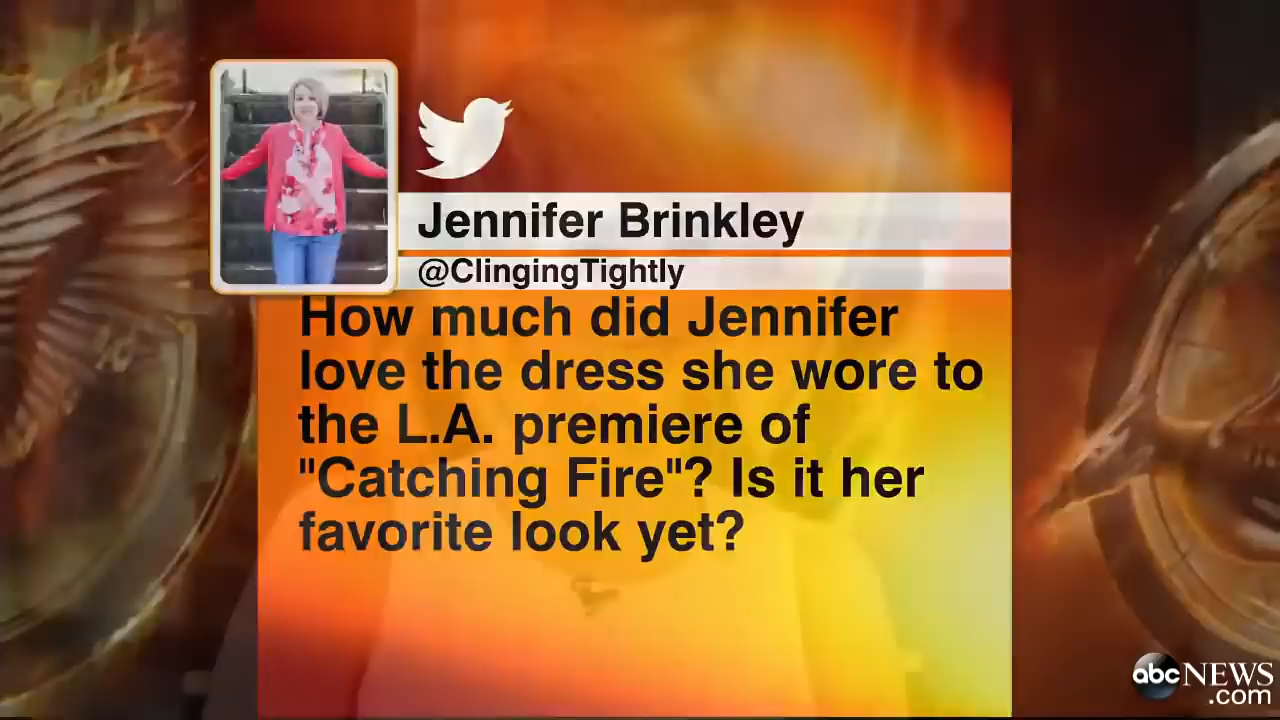 Jennifer Brinkley
@ClingingTightly
How much did Jennifer
love the dress she wore to
the L.A. premiere of
"Catching Fire"? Is it her
favorite look yet?
abc NEWS
.com